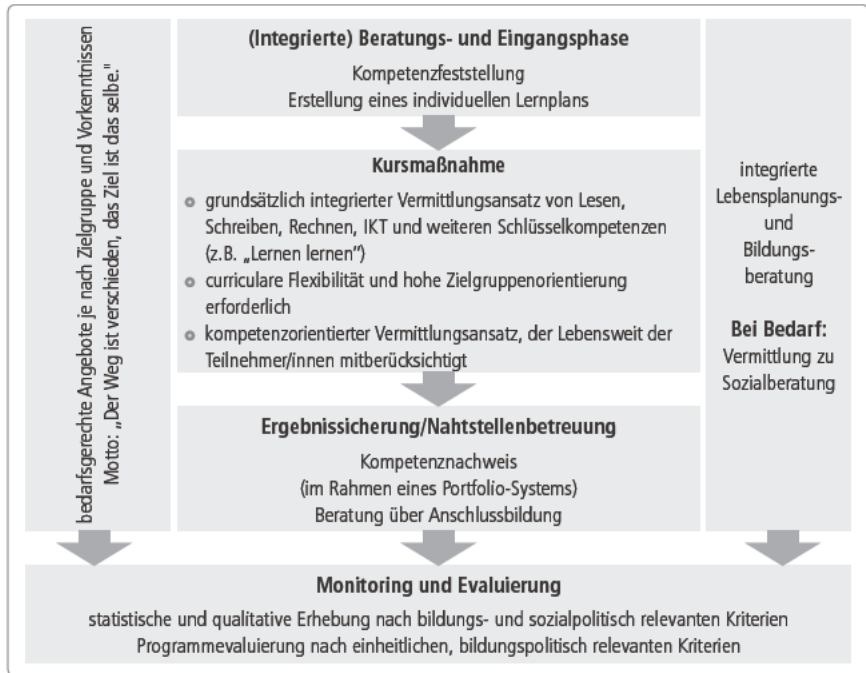 bedarfsgerechte Angebote je nach Zielgruppe und Vorkenntnissen
Motto: „Der Weg ist verschieden, das Ziel ist das selbe."
(Integrierte) Beratungs- und Eingangsphase
Kompetenzfeststellung
Erstellung eines individuellen Lernplans
Kursmaßnahme
grundsätzlich integrierter Vermittlungsansatz von Lesen,
Schreiben, Rechnen, IKT und weiteren Schlüsselkompetenzen
(z.B. „Lernen lernen“)
curriculare Flexibilität und hohe Zielgruppenorientierung
erforderlich
kompetenzorientierter Vermittlungsansatz, der Lebensweit der
Teilnehmer/innen mitberücksichtigt
Ergebnissicherung/Nahtstellenbetreuung
Kompetenznachweis
(im Rahmen eines Portfolio-Systems)
Beratung über Anschlussbildung
integrierte
Lebensplanungs-
und
Bildungs-
beratung
Bei Bedarf:
Vermittlung zu
Sozialberatung
Monitoring und Evaluierung
statistische und qualitative Erhebung nach bildungs- und sozialpolitisch relevanten Kriterien
Programmevaluierung nach einheitlichen, bildungspolitisch relevanten Kriterien